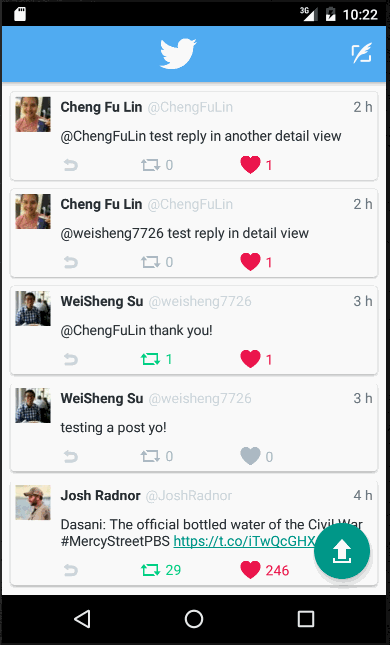 3G 10:22
Cheng Fu Lin @ChengFuLin 2 h
@ChengFuLin test reply in another detail view
0 1
Cheng Fu Lin @ChengFuLin 2 h
@weisheng7726 test reply in detail view
0 1
WeiSheng Su @weisheng7726 3 h
@ChengFuLin thank you!
1 1
WeiSheng Su @weisheng7726 3 h
testing a post yo!
0 0
Josh Radnor @JoshRadnor 4 h
Dasani: The official bottled water of the Civil War
#MercyStreetPBS https://t.co/iTwQcGHX
29 246